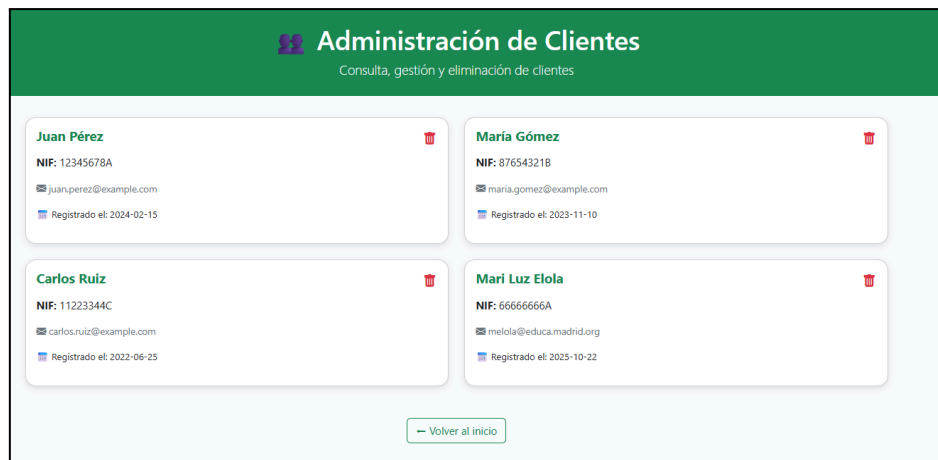 Administración de Clientes
Consulta, gestión y eliminación de clientes
Juan Pérez
NIF: 12345678A
juan.perez@example.com
Registrado el: 2024-02-15
María Gómez
NIF: 87654321B
maria.gomez@example.com
Registrado el: 2023-11-10
Carlos Ruiz
NIF: 11223344C
carlos.ruiz@example.com
Registrado el: 2022-06-25
Mari Luz Elola
NIF: 66666666A
melola@educa.madrid.org
Registrado el: 2025-10-22
← Volver al inicio